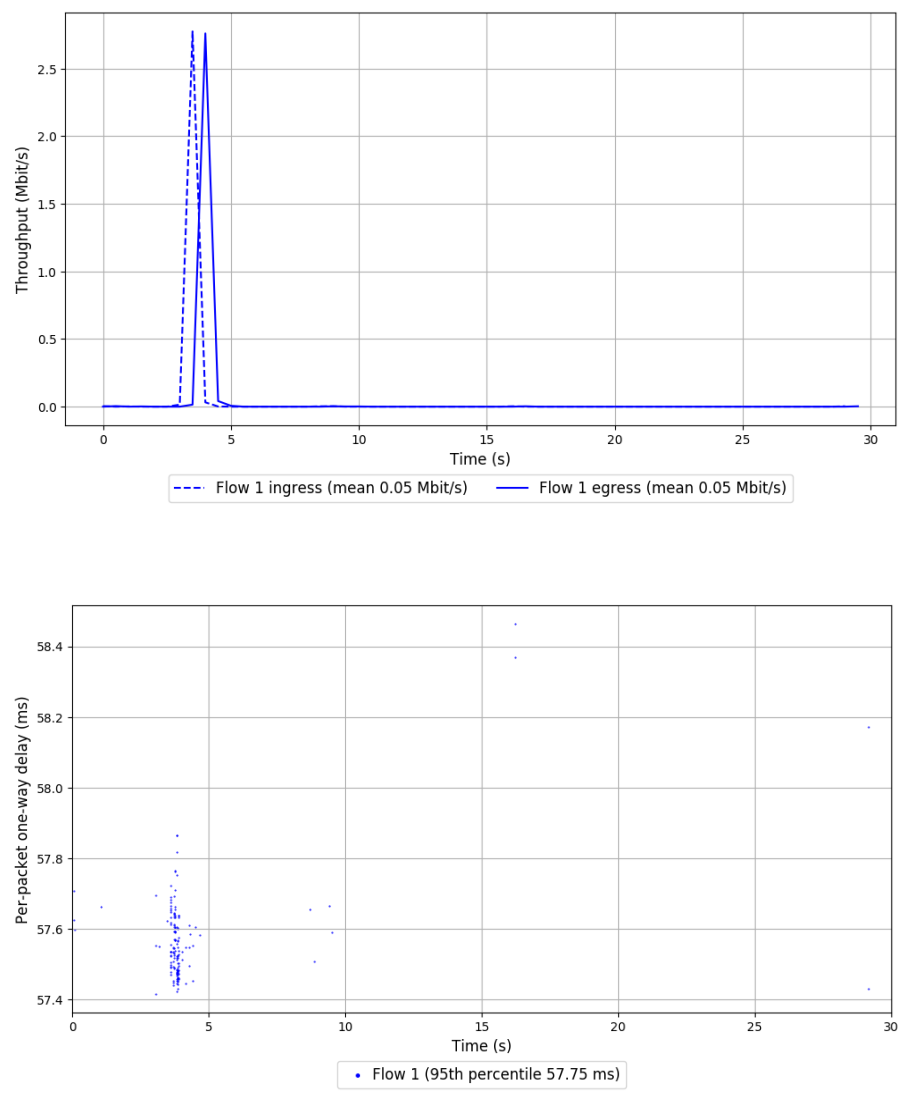 2.5
2.0
1.5
1.0
0.5
0.0
Throughput (Mbit/s)
0 5 10 15 20 25 30
Time (s)
Flow 1 ingress (mean 0.05 Mbit/s) Flow 1 egress (mean 0.05 Mbit/s)
58.4
58.2
58.0
57.8
57.6
57.4
Per-packet one-way delay (ms)
0 5 10 15 20 25 30
Time (s)
Flow 1 (95th percentile 57.75 ms)